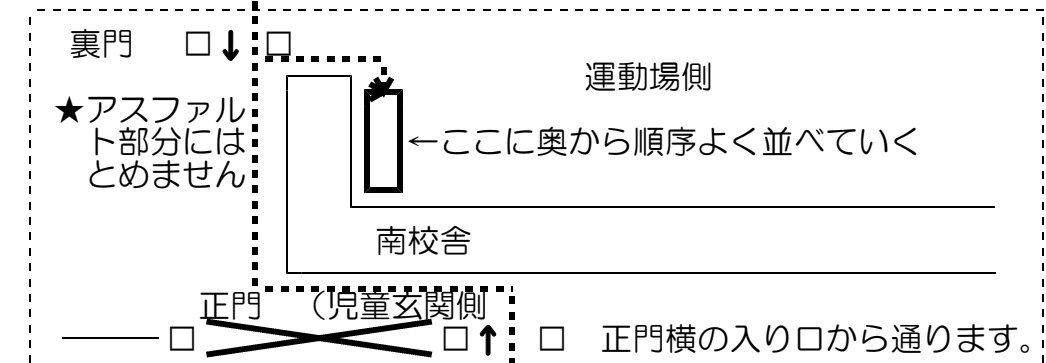 裏門
運動場側
★アスファル
ト部分には
とめません
←ここに奥から順序よく並べていく
南校舎
正門 （児童玄関側
正門横の入り口から通ります。